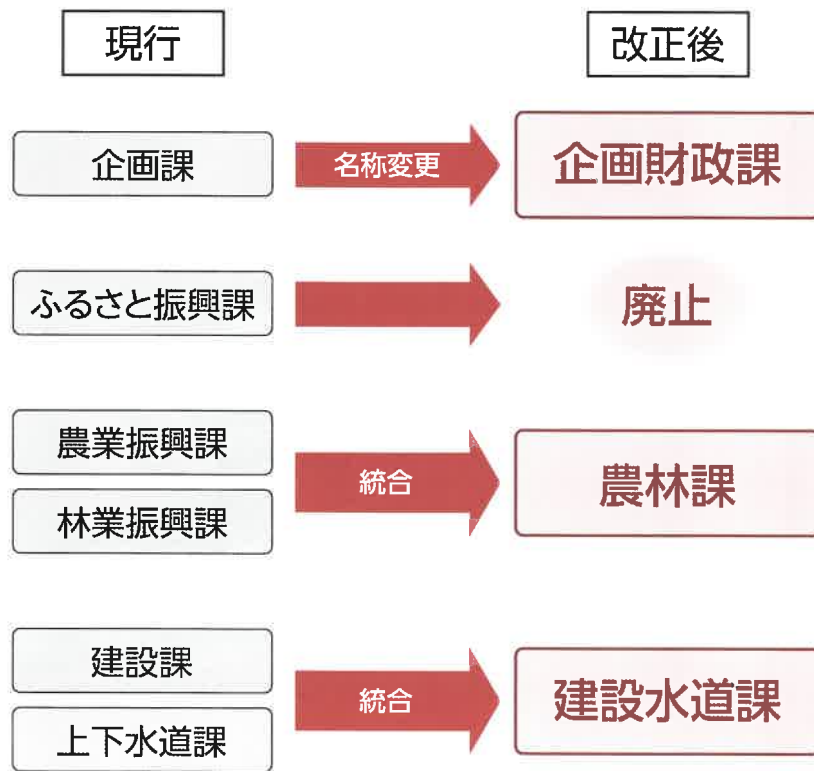 現行
改正後
企画課
名称変更
企画財政課
ふるさと振興課
廃止
農業振興課
林業振興課
統合
農林課
建設課
上下水道課
統合
建設水道課